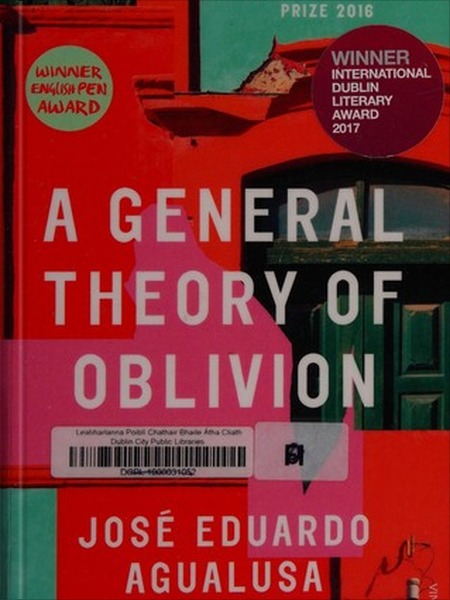 PRIZE 2016
WINNER
ENGLISH PEN
AWARD
WINNER
INTERNATIONAL
DUBLIN
LITERARY
AWARD
2017
A GENERAL
THEORY OF
OBLIVION
Leabharlanna Poiblí Chathair Bhaile Átha Cliath
Dublin City Public Libraries
JOSÉ EDUARDO
AGUALUSA